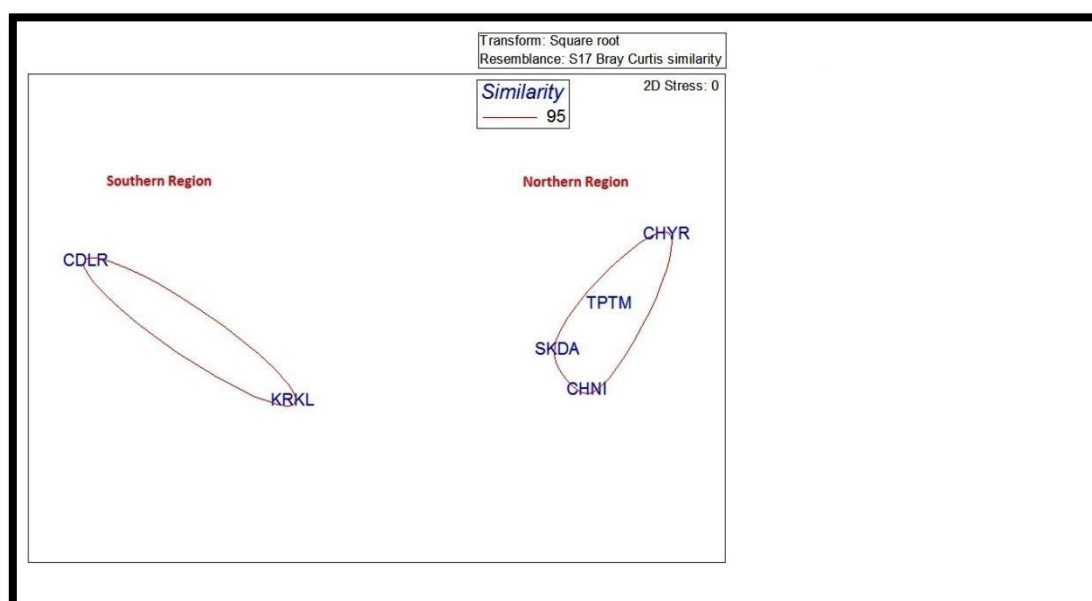 Transform: Square root
Resemblance: S17 Bray Curtis similarity
Similarity
95
2D Stress: 0
Southern Region
Northern Region
CHYR
CDLR
TPTM
SKDA
CHNI
KRKL